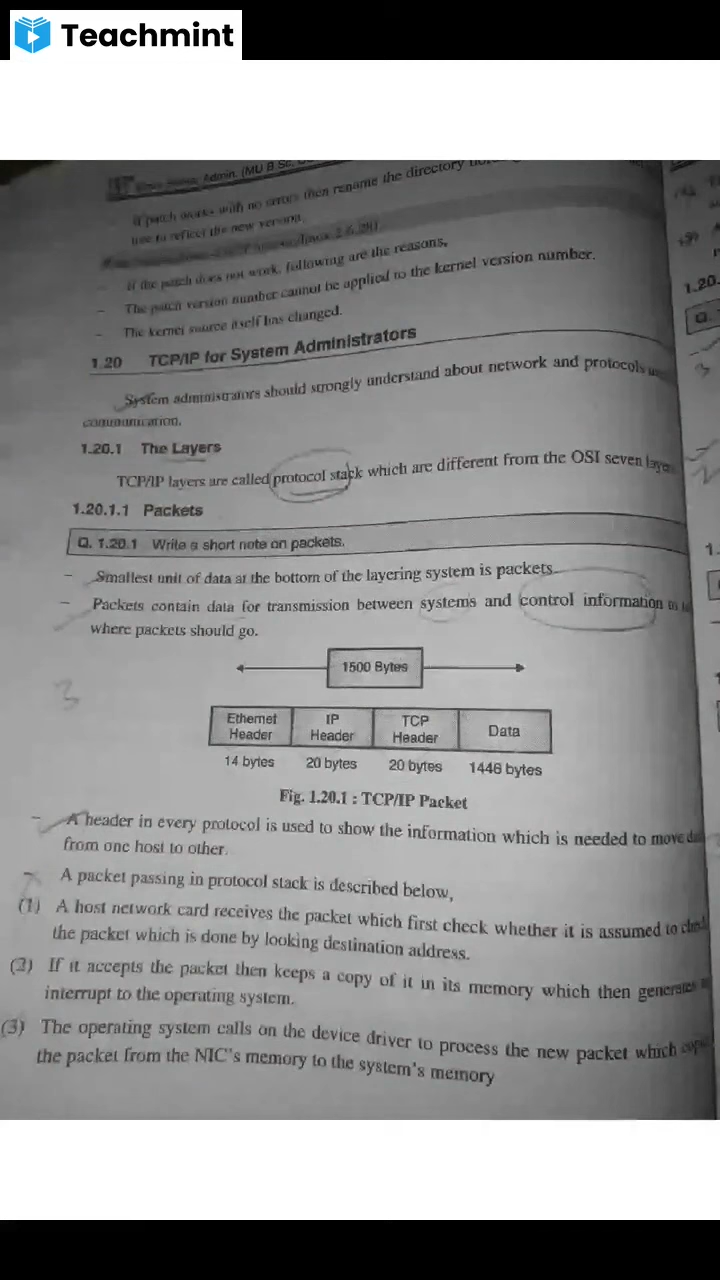 Teachmint
Admin. (MU B.Sc.
If patch works with no errors then rename the directory
tree to reflect the new version.
If the patch does not work, following are the reasons,
– The patch version number cannot be applied to the kernel version number.
– The kernel source itself has changed.
1.20 TCP/IP for System Administrators
System administrators should strongly understand about network and protocols
communication.
1.20.1 The Layers
TCP/IP layers are called protocol stack which are different from the OSI seven
1.20.1.1 Packets
Q. 1.20.1 Write a short note on packets.
– Smallest unit of data at the bottom of the layering system is packets.
– Packets contain data for transmission between systems and control information
where packets should go.
1500 Bytes
Ethernet Header IP Header TCP Header Data
14 bytes 20 bytes 20 bytes 1446 bytes
Fig. 1.20.1 : TCP/IP Packet
– A header in every protocol is used to show the information which is needed to move
from one host to other.
– A packet passing in protocol stack is described below,
(1) A host network card receives the packet which first check whether it is assumed to
the packet which is done by looking destination address.
(2) If it accepts the packet then keeps a copy of it in its memory which then generates
interrupt to the operating system.
(3) The operating system calls on the device driver to process the new packet which
the packet from the NIC's memory to the system's memory
1.20.
Q.
3